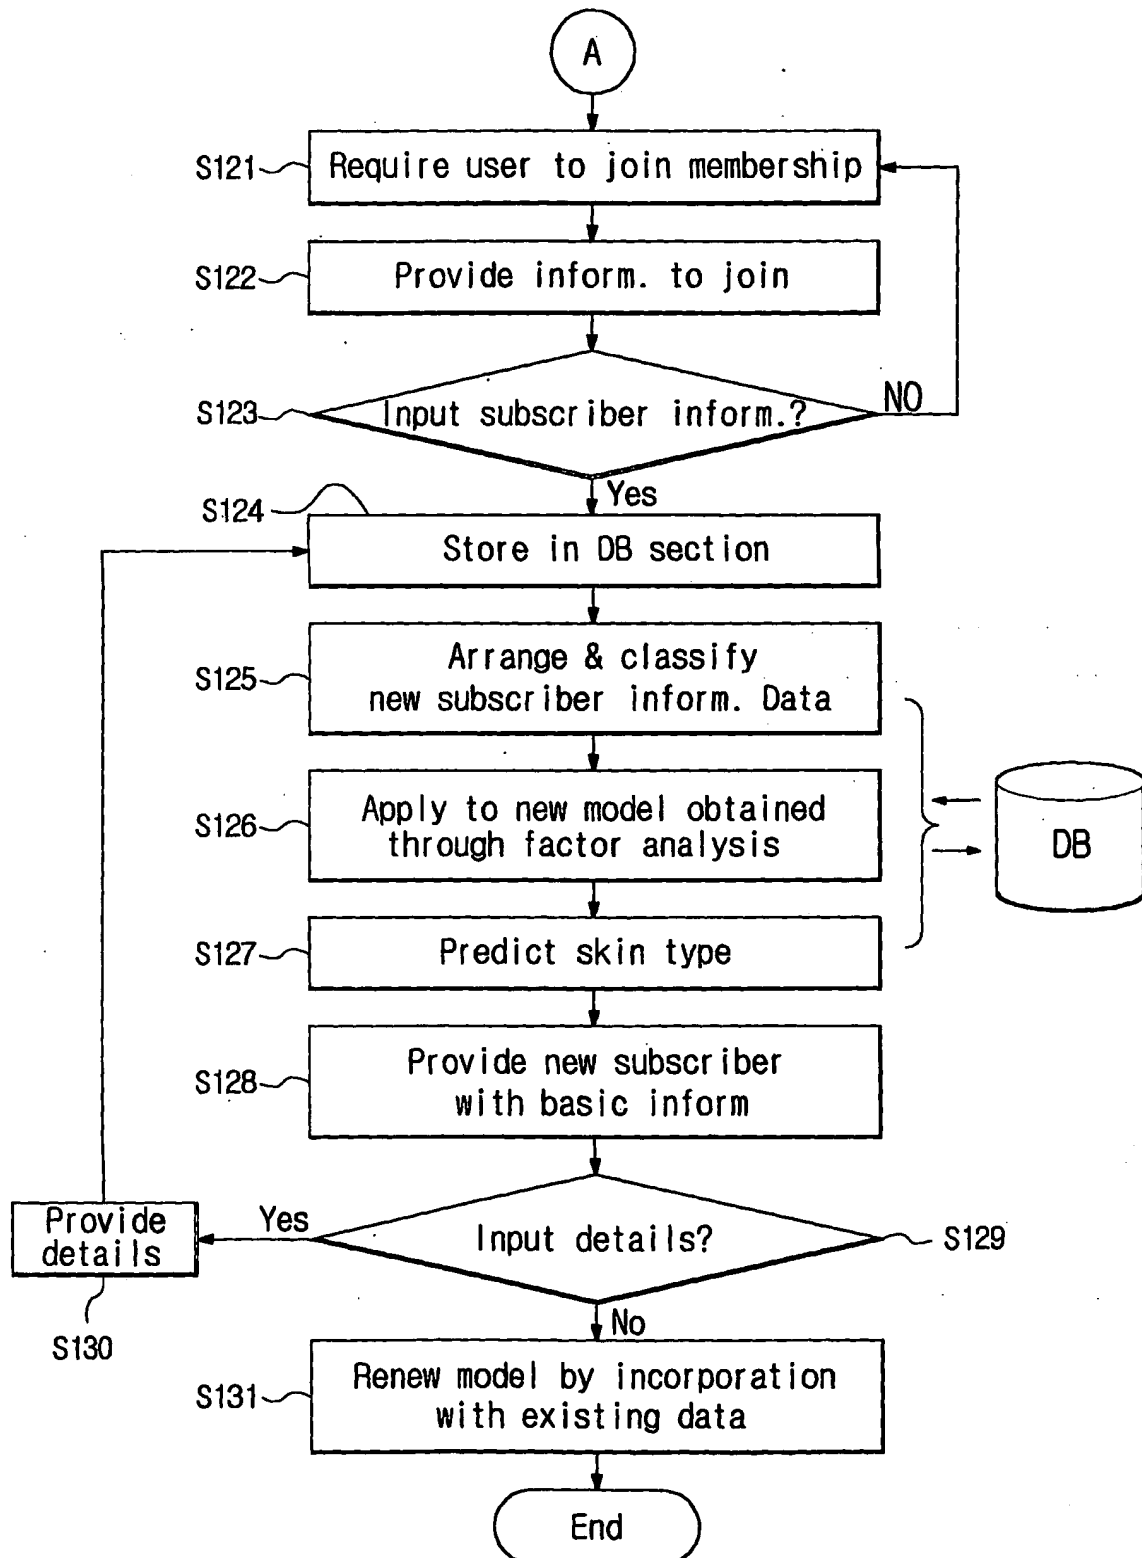 A
S121
Require user to join membership
S122
Provide inform. to join
S123
Input subscriber inform.?
NO
Yes
S124
Store in DB section
S125
Arrange & classify
new subscriber inform. Data
S126
Apply to new model obtained
through factor analysis
DB
S127
Predict skin type
S128
Provide new subscriber
with basic inform
Provide
details
Yes
Input details?
S129
S130
No
S131
Renew model by incorporation
with existing data
End